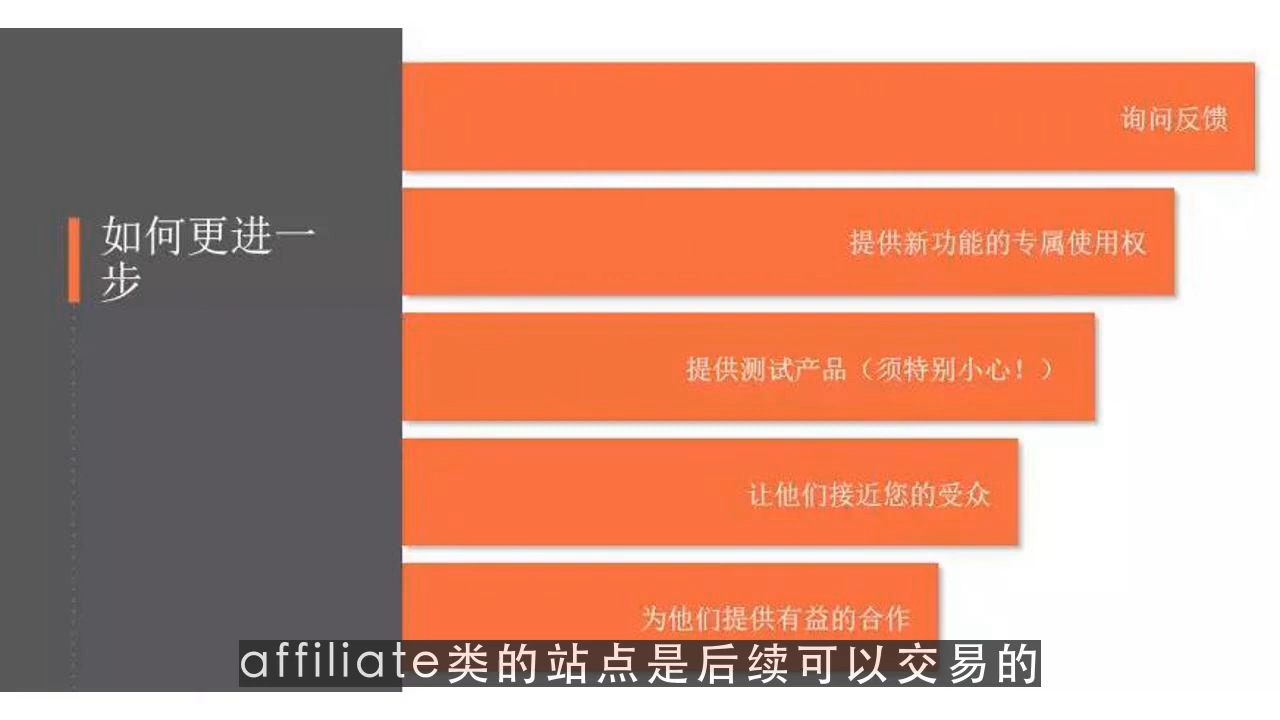 如何更进一
步
询问反馈
提供新功能的专属使用权
提供测试产品（须特别小心！）
让他们接近您的受众
为他们提供有益的合作
affiliate类的站点是后续可以交易的